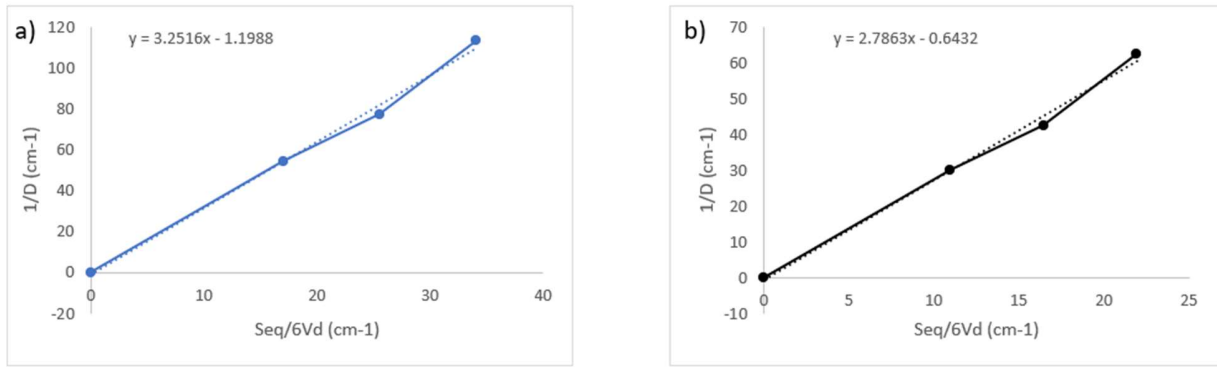 a)
y = 3.2516x - 1.1988
1/D (cm-1)
120
100
80
60
40
20
0
-20
0 10 20 30 40
Seq/6Vd (cm-1)
b)
y = 2.7863x - 0.6432
1/D (cm-1)
70
60
50
40
30
20
10
0
-10
0 5 10 15 20 25
Seq/6Vd (cm-1)